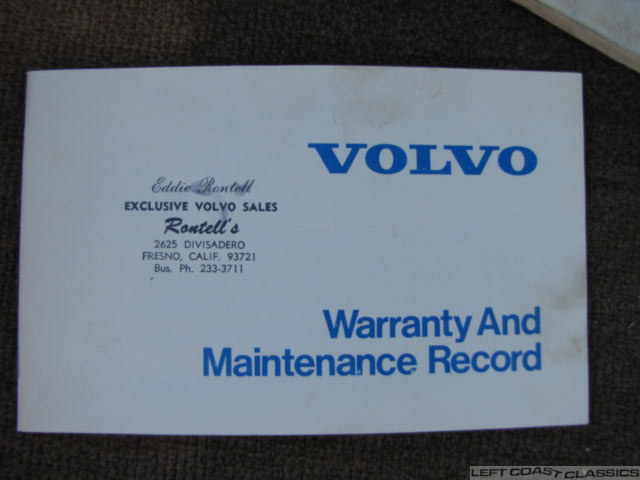 VOLVO
Eddie Rontell
EXCLUSIVE VOLVO SALES
Rontell's
2625 DIVISADERO
FRESNO, CALIF. 93721
Bus. Ph. 233-3711
Warranty And
Maintenance Record
LEFT COAST CLASSICS